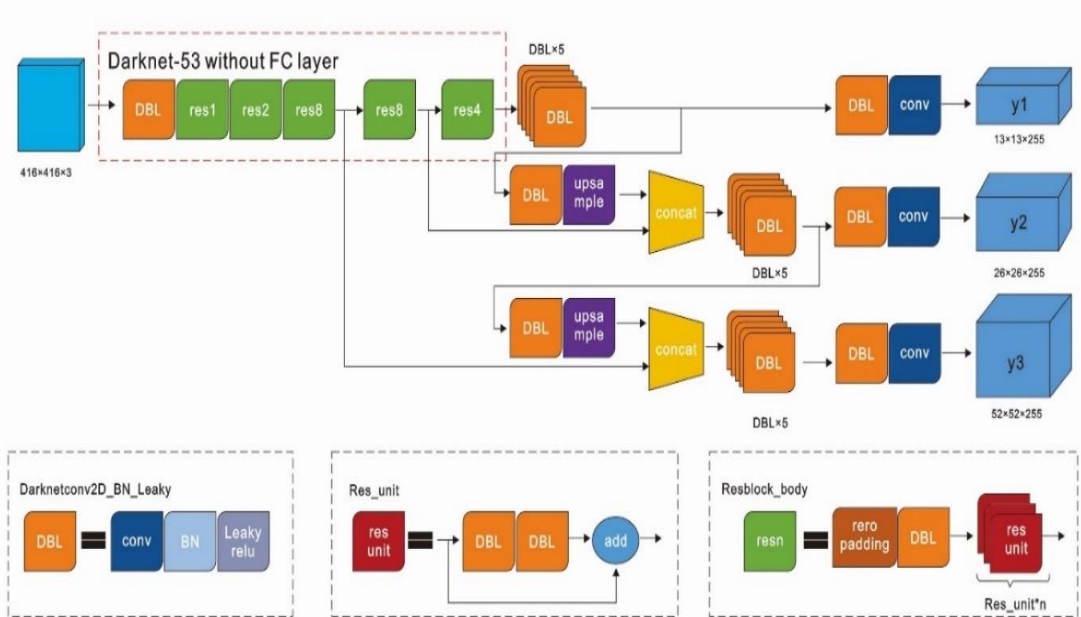 Darknet-53 without FC layer
DBL×5
DBL
res1
res2
res8
res8
res4
DBL
DBL
conv
y1
416×416×3
13×13×255
DBL
upsa
mple
concat
DBL
DBL
conv
y2
DBL×5
26×26×255
DBL
upsa
mple
concat
DBL
DBL
conv
y3
DBL×5
52×52×255
Darknetconv2D_BN_Leaky
DBL
conv
BN
Leaky
relu
Res_unit
res
unit
DBL
DBL
add
Resblock_body
resn
rero
padding
DBL
res
unit
Res_unit*n